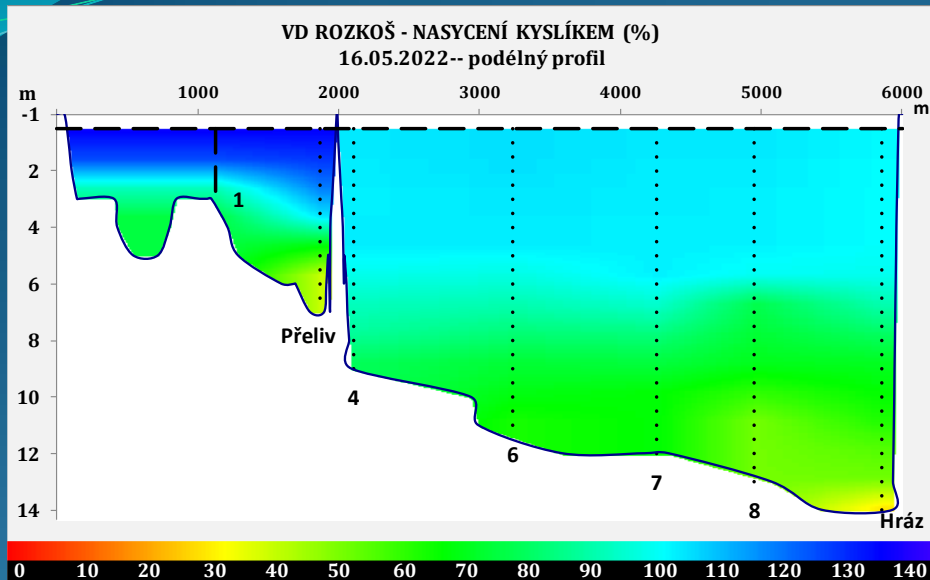 VD ROZKOŠ - NASYCENÍ KYSLÍKEM (%)
16.05.2022-- podélný profil
m 1000 2000 3000 4000 5000 6000
m
-1
2
1
4
6
Přeliv
8
4
10
6
12
7
8
14
Hráz
0 10 20 30 40 50 60 70 80 90 100 110 120 130 140